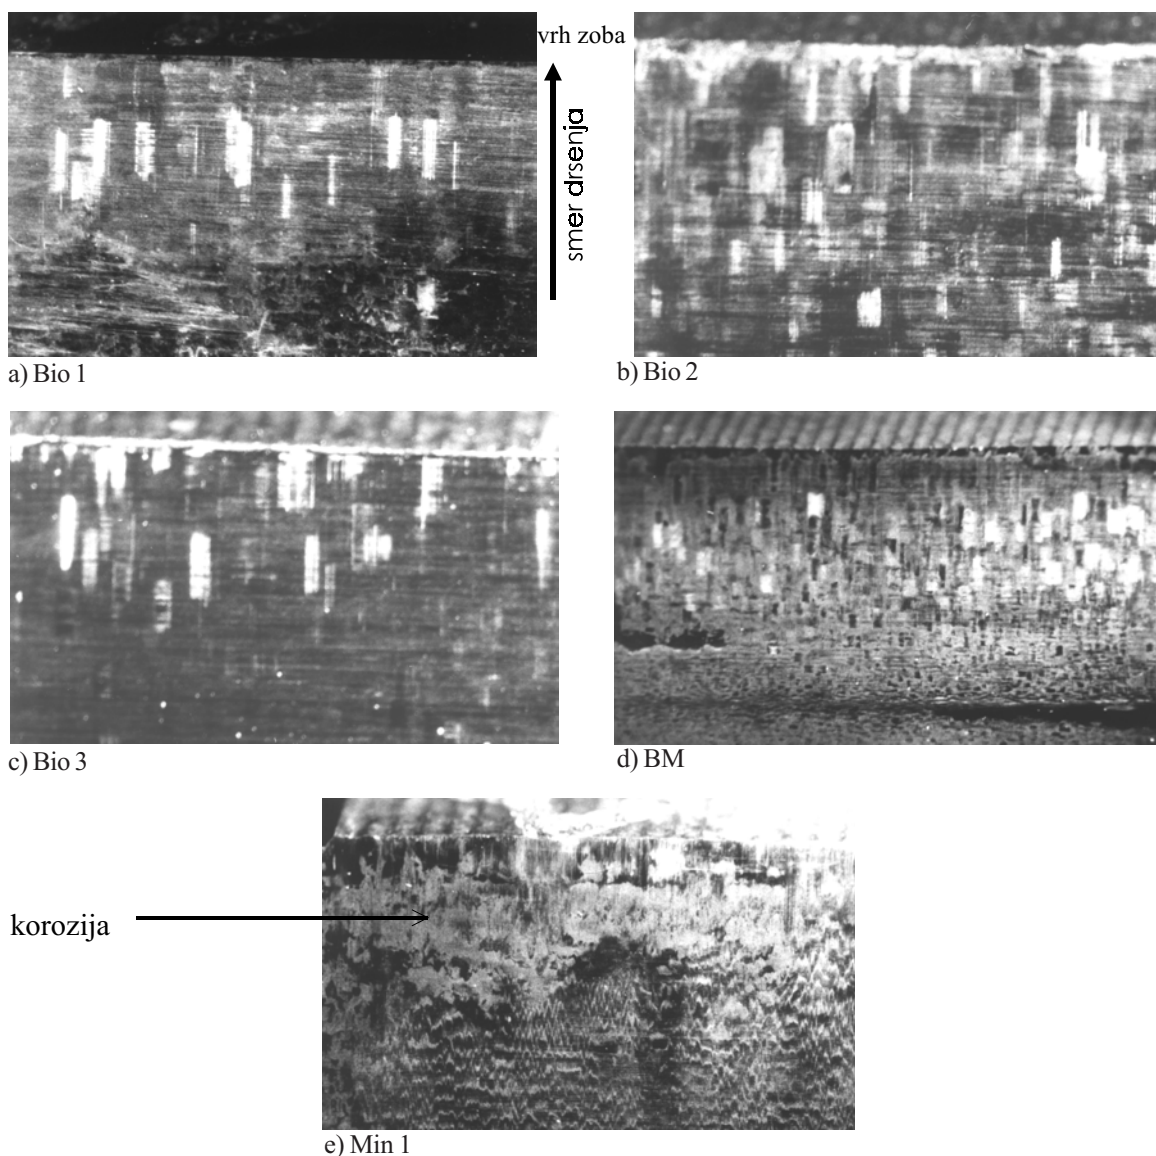 vrh zoba
smer drsenja
a) Bio 1
b) Bio 2
c) Bio 3
d) BM
korozija
e) Min 1